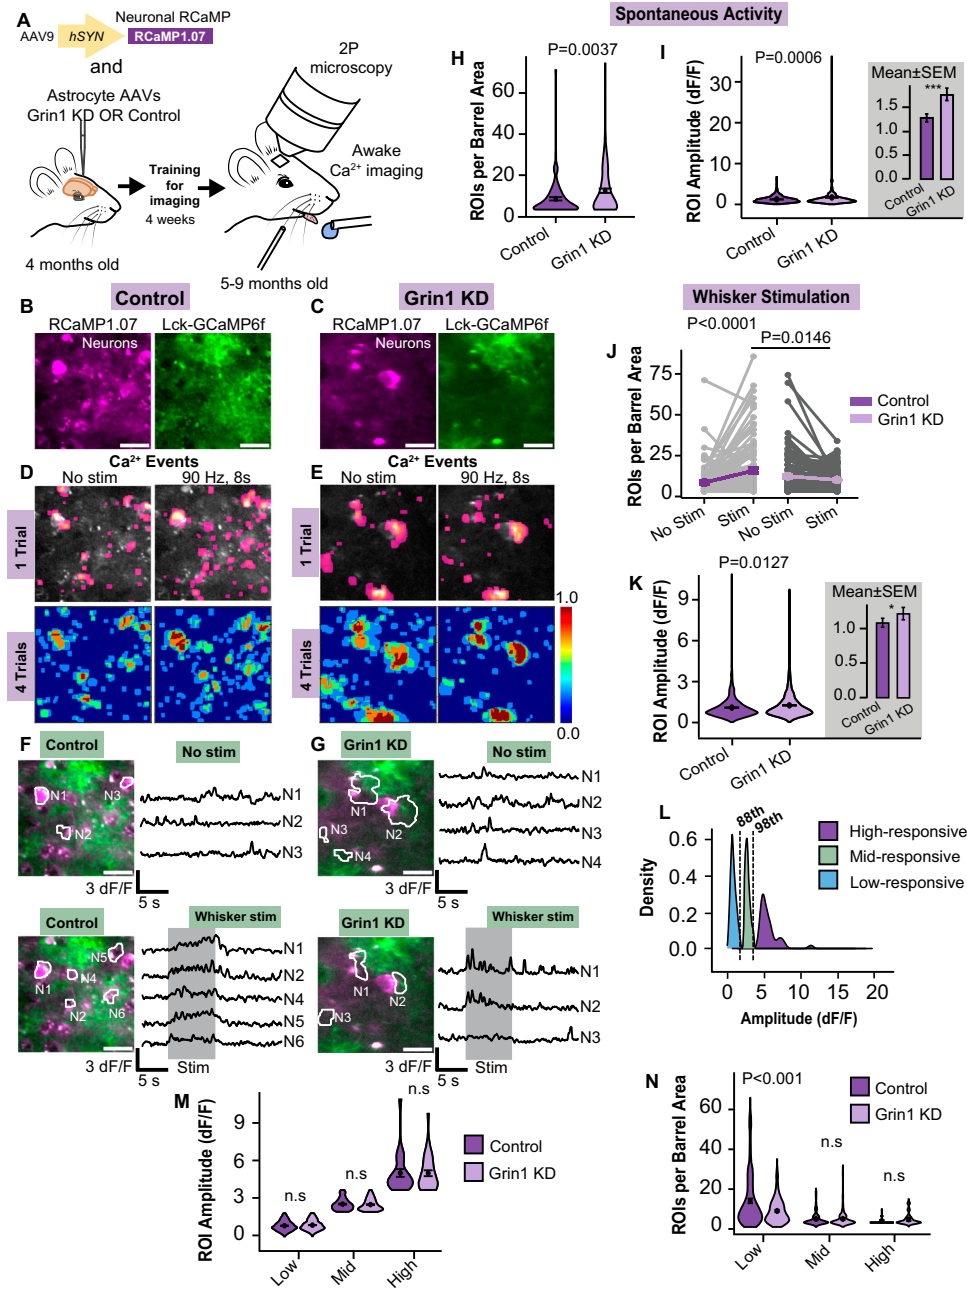 A
Neuronal RCaMP
AAV9
hSYN
RCaMP1.07
and
Astrocyte AAVs
Grin1 KD OR Control
Training
for
imaging
4 weeks
4 months old
2P
microscopy
Awake
Ca²⁺ imaging
5-9 months old
Spontaneous Activity
H
P=0.0037
ROIs per Barrel Area
60
40
20
0
Control
Grin1 KD
I
P=0.0006
ROI Amplitude (dF/F)
30
20
10
0
Control
Grin1 KD
Mean±SEM
***
1.5
1.0
0.5
0.0
Control
Grin1 KD
Control
B
RCaMP1.07
Lck-GCaMP6f
Neurons
Grin1 KD
C
RCaMP1.07
Lck-GCaMP6f
Neurons
Whisker Stimulation
P<0.0001
P=0.0146
J
ROIs per Barrel Area
75
50
25
0
No Stim
Stim
No Stim
Stim
Control
Grin1 KD
Ca²⁺ Events
D
No stim
90 Hz, 8s
1 Trial
4 Trials
Ca²⁺ Events
E
No stim
90 Hz, 8s
1 Trial
4 Trials
1.0
0.0
K
P=0.0127
ROI Amplitude (dF/F)
9
6
3
0
Control
Grin1 KD
Mean±SEM
*
1.0
0.5
0.0
Control
Grin1 KD
F
Control
No stim
N1
N3
N2
N1
N2
N3
3 dF/F
5 s
Control
Whisker stim
N5
N1
N4
N2
N6
N1
N2
N4
N5
N6
3 dF/F
5 s
Stim
G
Grin1 KD
No stim
N1
N2
N3
N4
N1
N2
N3
N4
3 dF/F
5 s
Grin1 KD
Whisker stim
N1
N2
N3
N1
N2
N3
3 dF/F
5 s
Stim
L
88th
98th
Density
0.6
0.4
0.2
0.0
0
5
10
15
20
Amplitude (dF/F)
High-responsive
Mid-responsive
Low-responsive
M
ROI Amplitude (dF/F)
9
6
3
0
n.s
n.s
n.s
Low
Mid
High
Control
Grin1 KD
N
P<0.001
ROIs per Barrel Area
60
40
20
0
n.s
n.s
Low
Mid
High
Control
Grin1 KD